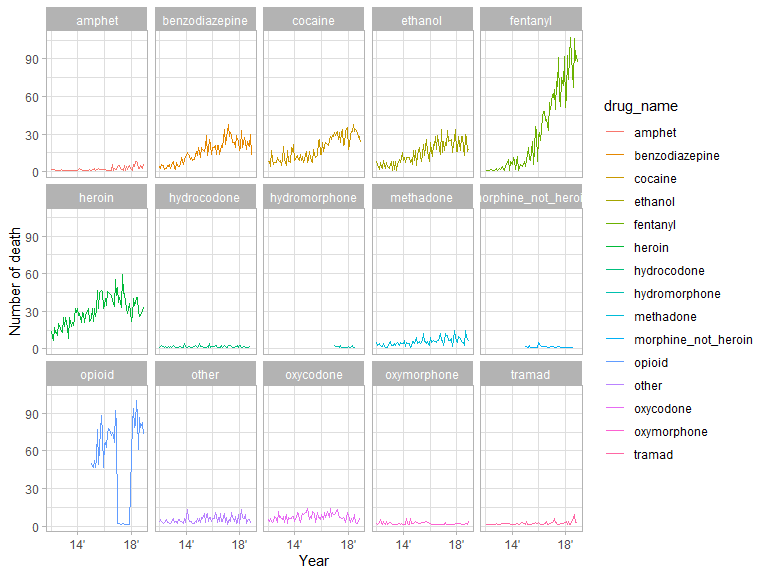 amphet benzodiazepine cocaine ethanol fentanyl
90
60
30
0
drug_name
amphet
benzodiazepine
cocaine
ethanol
fentanyl
heroin
hydrocodone
hydromorphone
methadone
morphine_not_heroin
opioid
other
oxycodone
oxymorphone
tramad
heroin hydrocodone hydromorphone methadone morphine_not_heroin
90
60
30
0
Number of death
opioid other oxycodone oxymorphone tramad
90
60
30
0
14' 18' 14' 18' 14' 18' 14' 18' 14' 18'
Year